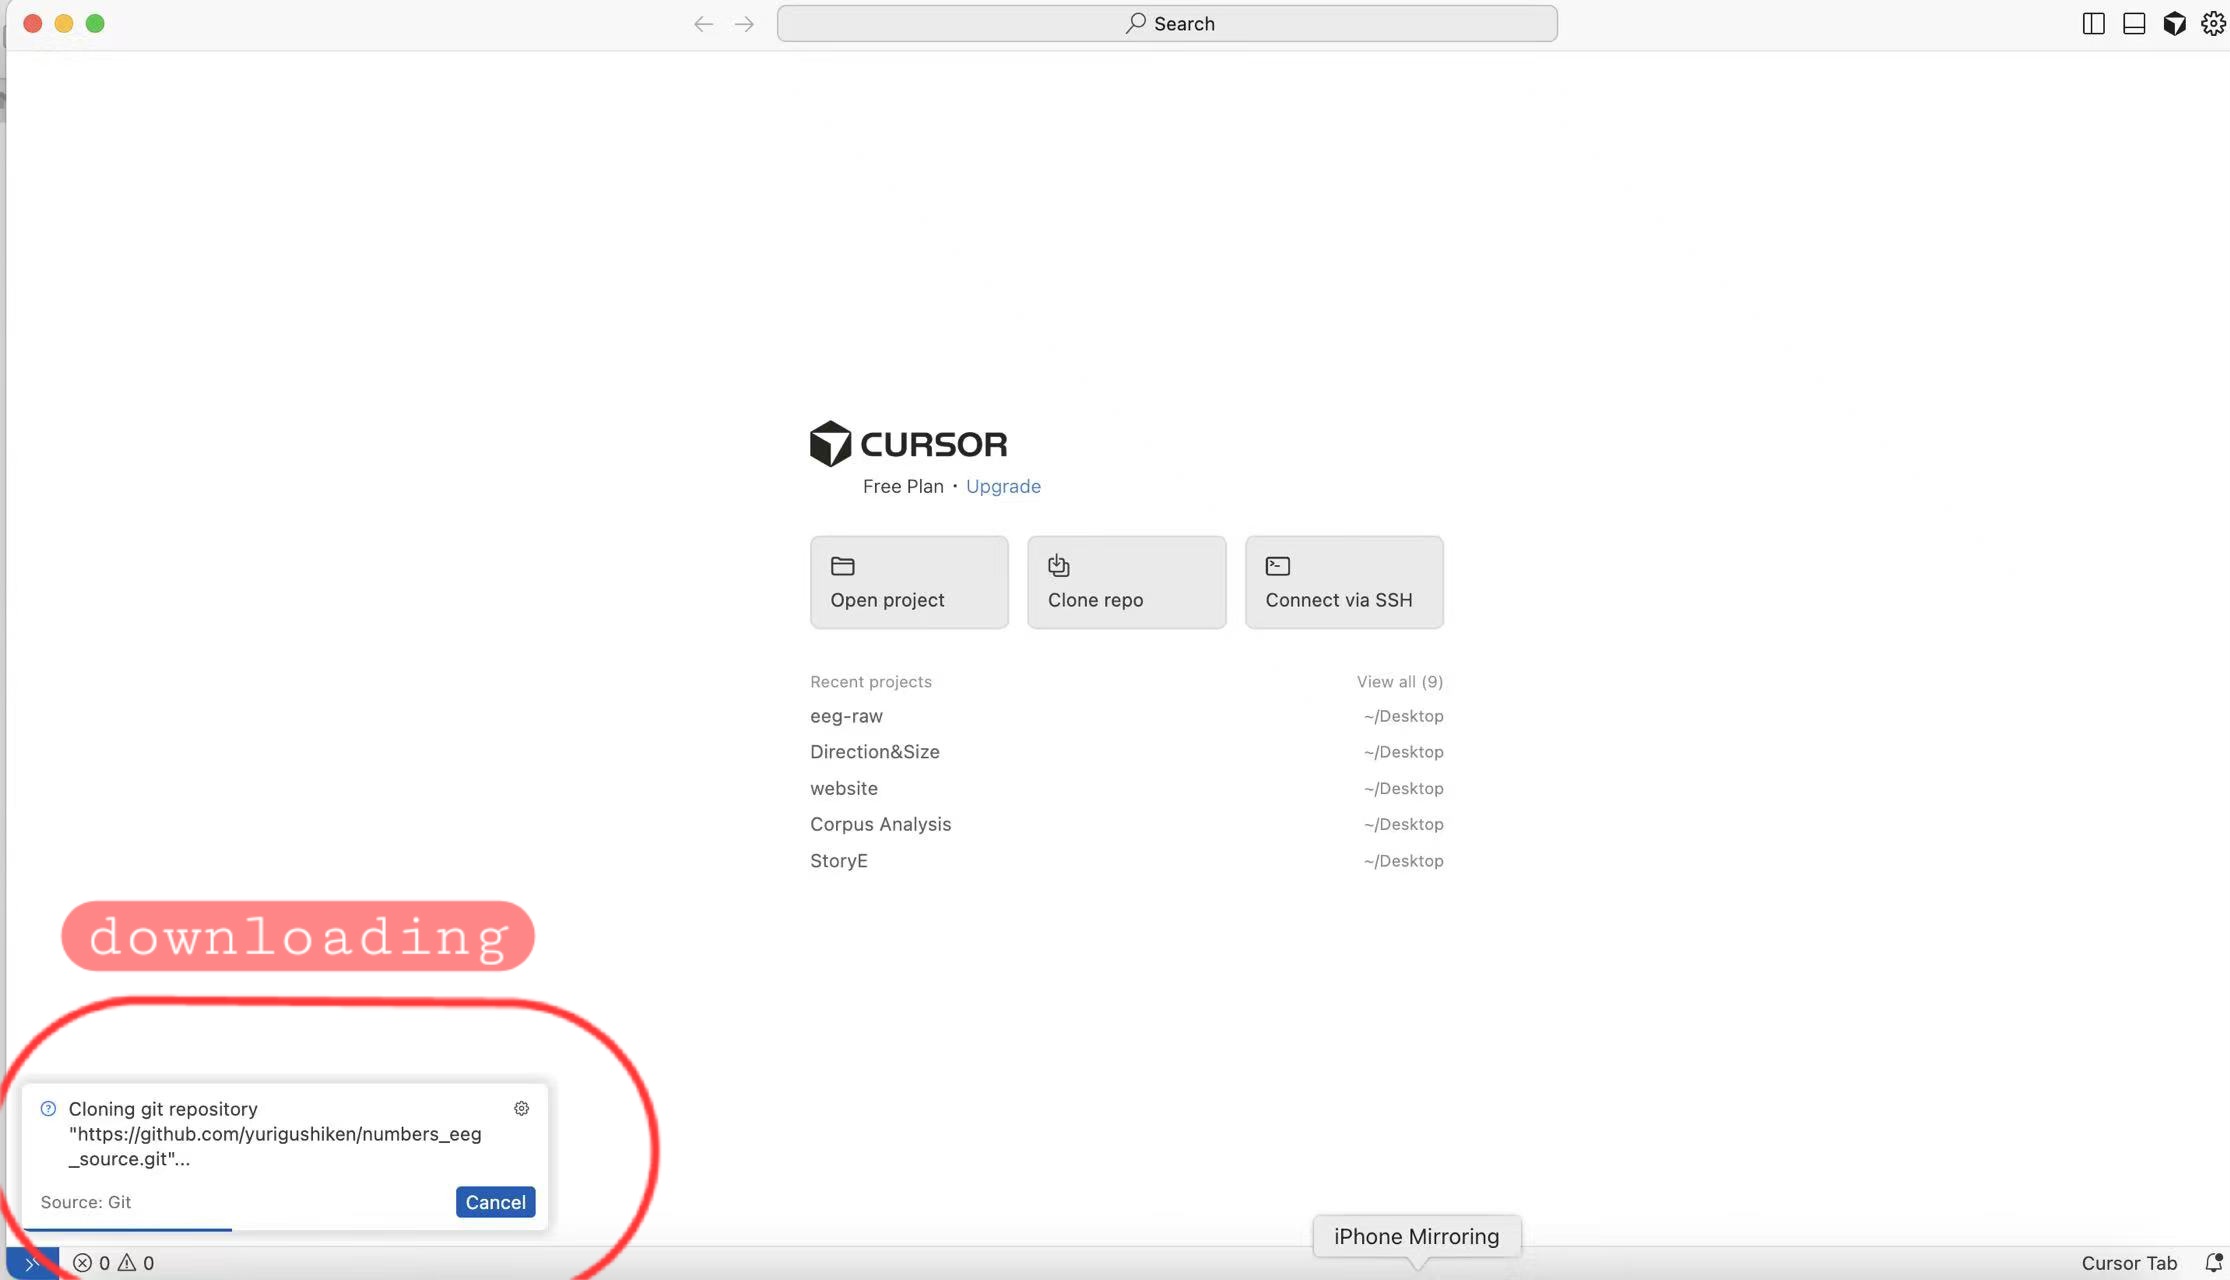 Search
CURSOR
Free Plan · Upgrade
Open project
Clone repo
Connect via SSH
Recent projects View all (9)
eeg-raw ~/Desktop
Direction&Size ~/Desktop
website ~/Desktop
Corpus Analysis ~/Desktop
StoryE ~/Desktop
downloading
Cloning git repository
"https://github.com/yurigushiken/numbers_eeg
_source.git"...
Source: Git Cancel
iPhone Mirroring
0 0 Cursor Tab